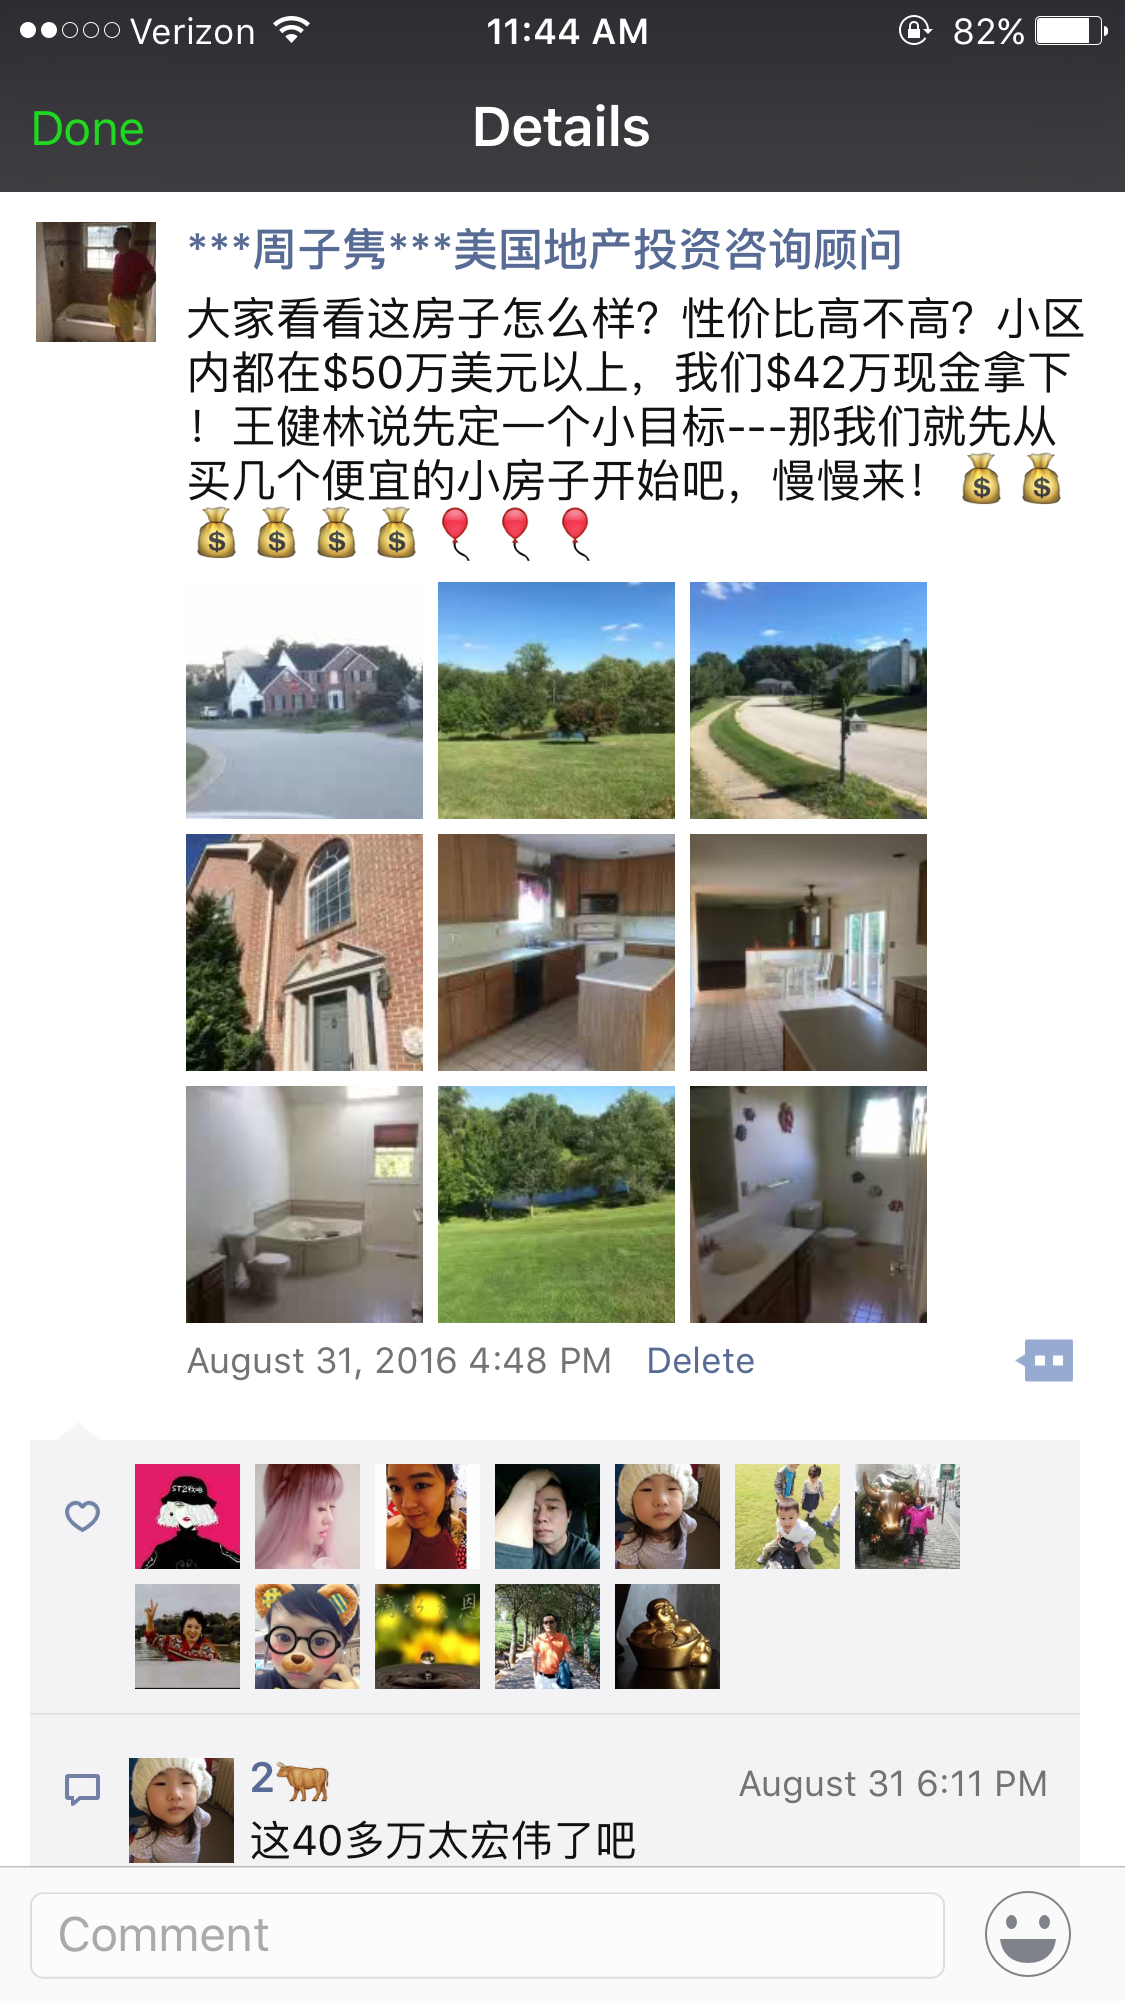 Verizon 11:44 AM 82%
Done Details
***周子隽***美国地产投资咨询顾问
大家看看这房子怎么样？性价比高不高？小区
内都在$50万美元以上，我们$42万现金拿下
！王健林说先定一个小目标---那我们就先从
买几个便宜的小房子开始吧，慢慢来！💰💰
💰💰💰💰🎈🎈🎈
August 31, 2016 4:48 PM Delete
2🐂 August 31 6:11 PM
这40多万太宏伟了吧
Comment